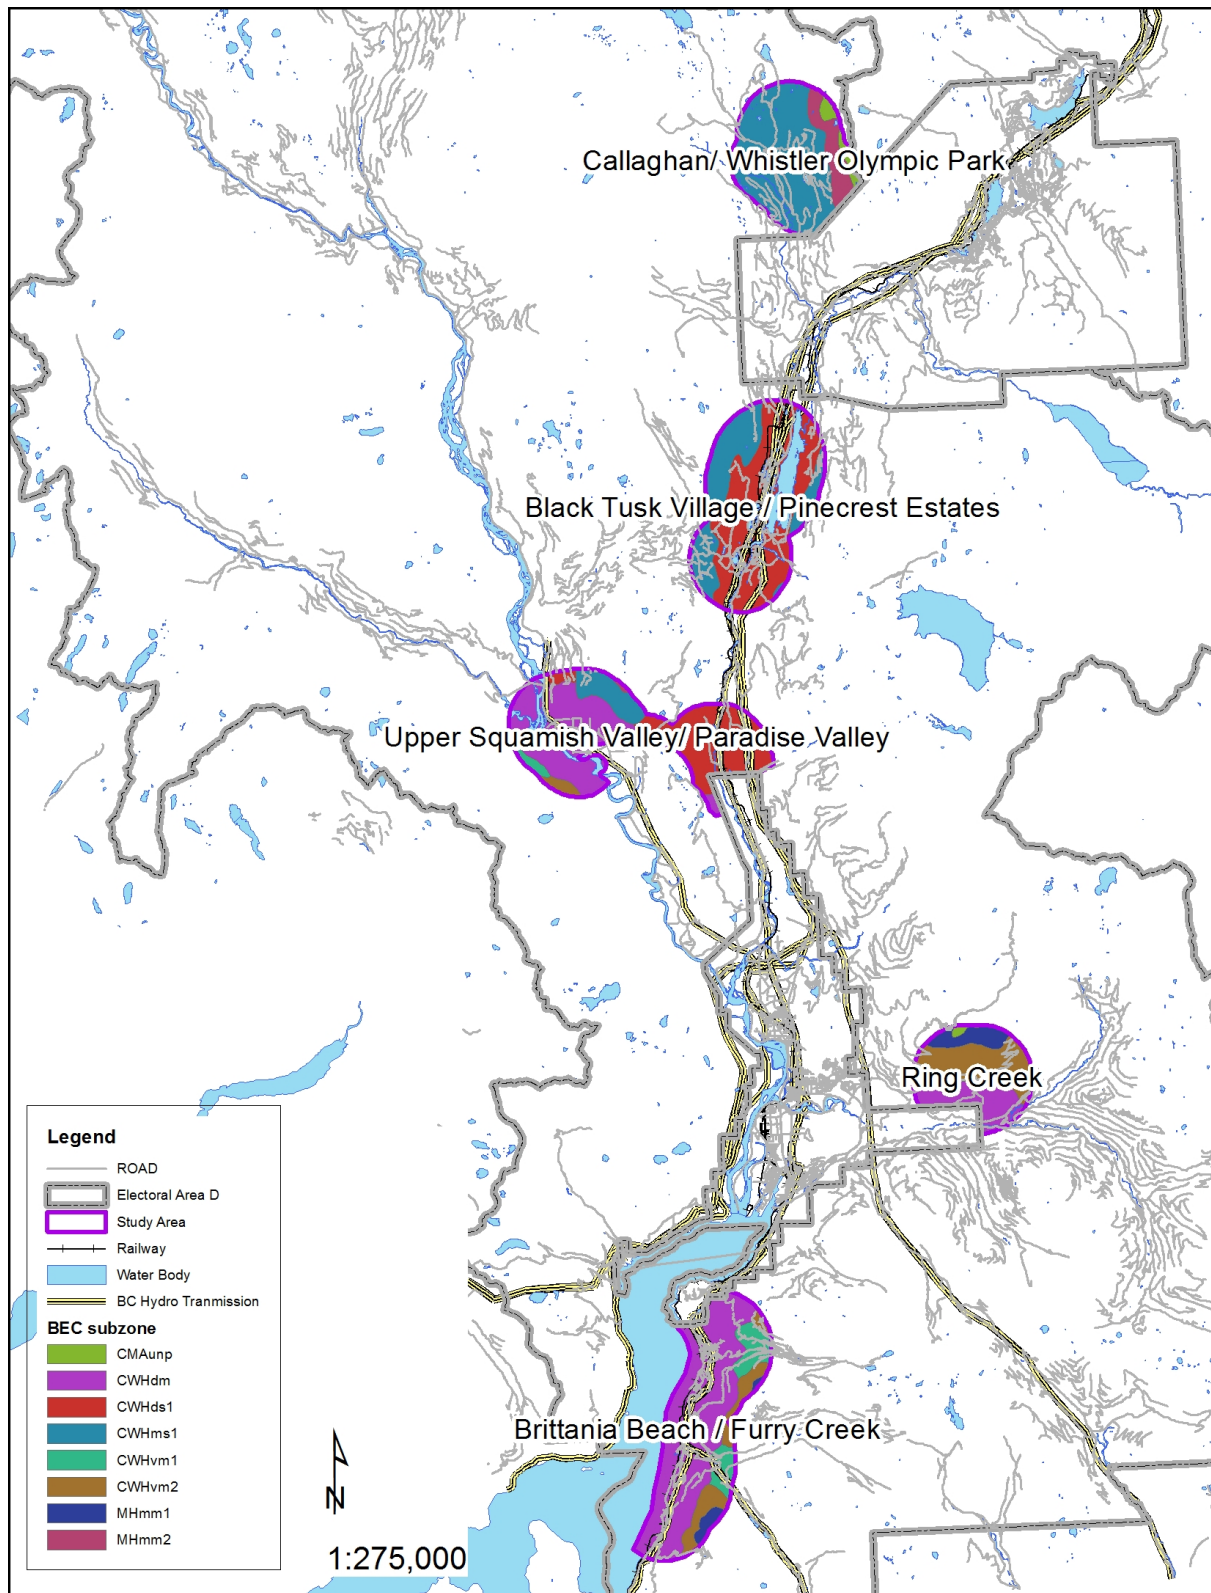 Callaghan/ Whistler Olympic Park
Black Tusk Village / Pinecrest Estates
Upper Squamish Valley/ Paradise Valley
Ring Creek
Brittania Beach / Furry Creek
Legend
ROAD
Electoral Area D
Study Area
Railway
Water Body
BC Hydro Tranmission
BEC subzone
CMAunp
CWHdm
CWHds1
CWHms1
CWHvm1
CWHvm2
MHmm1
MHmm2
N
1:275,000